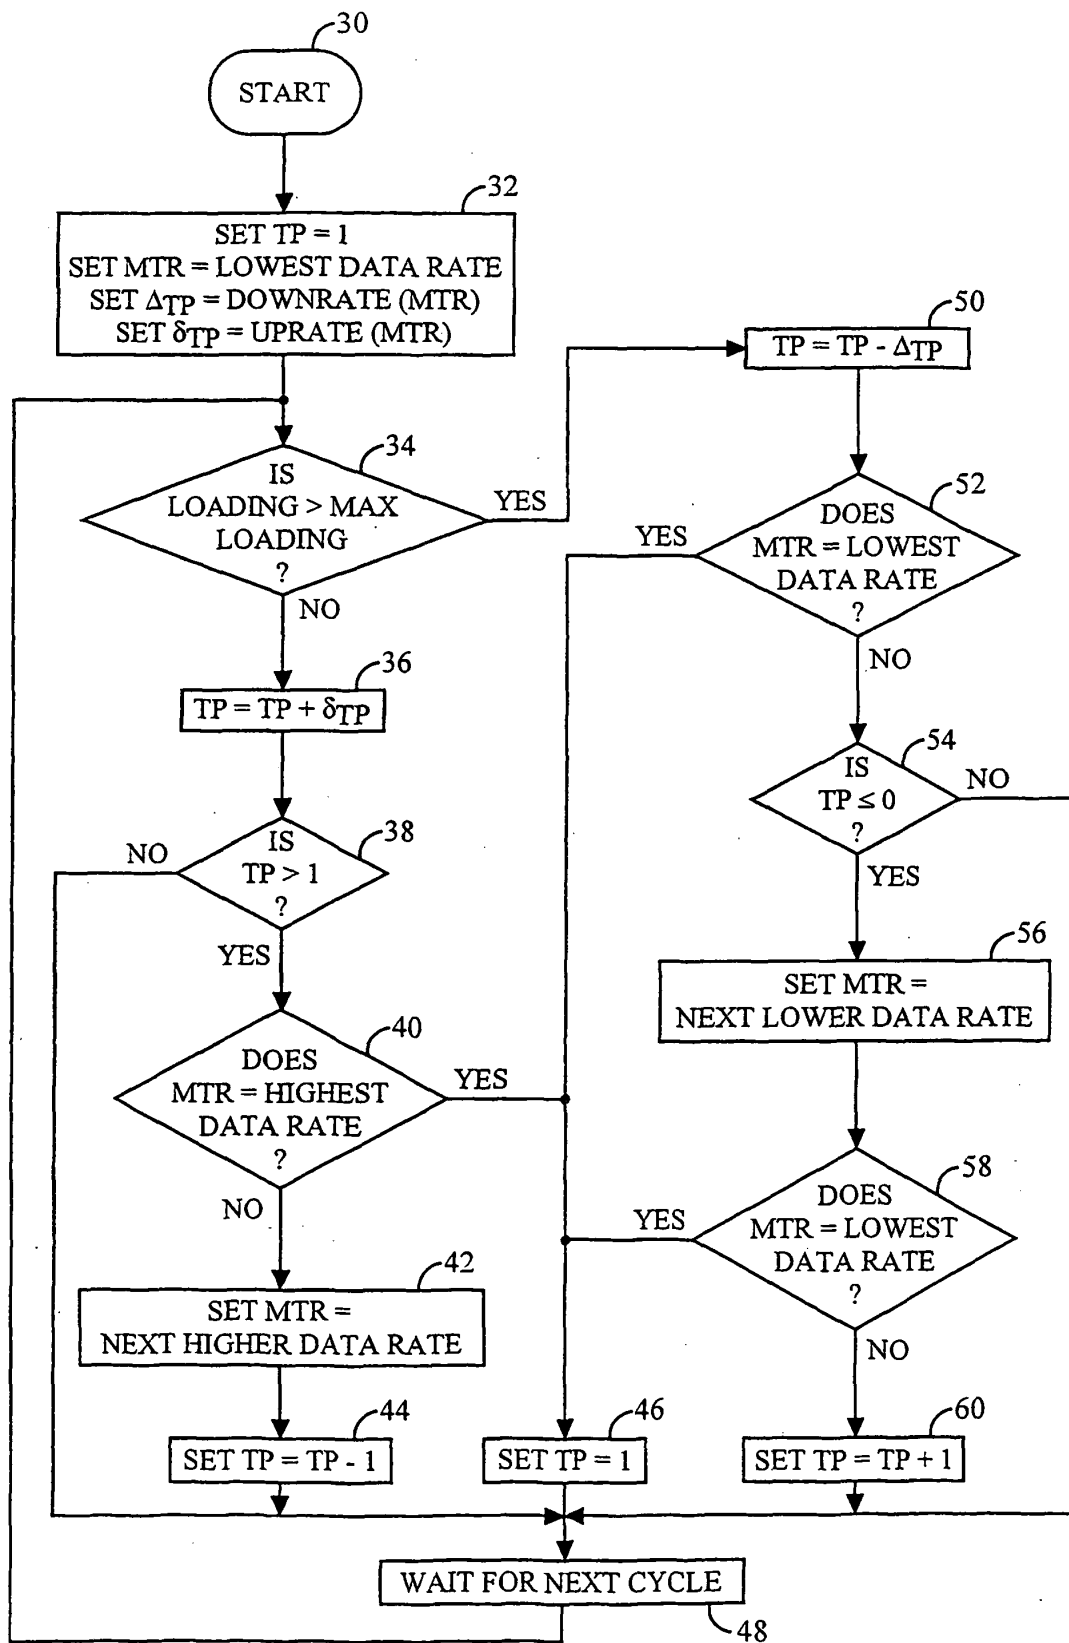 30
START
32
SET TP = 1
SET MTR = LOWEST DATA RATE
SET ΔTP = DOWNRATE (MTR)
SET δTP = UPRATE (MTR)
50
TP = TP - ΔTP
34
IS
LOADING > MAX
LOADING
?
YES
NO
52
DOES
MTR = LOWEST
DATA RATE
?
YES
NO
36
TP = TP + δTP
54
IS
TP ≤ 0
?
NO
YES
38
IS
TP > 1
?
NO
YES
56
SET MTR =
NEXT LOWER DATA RATE
40
DOES
MTR = HIGHEST
DATA RATE
?
YES
NO
58
DOES
MTR = LOWEST
DATA RATE
?
YES
NO
42
SET MTR =
NEXT HIGHER DATA RATE
44
SET TP = TP - 1
46
SET TP = 1
60
SET TP = TP + 1
WAIT FOR NEXT CYCLE
48